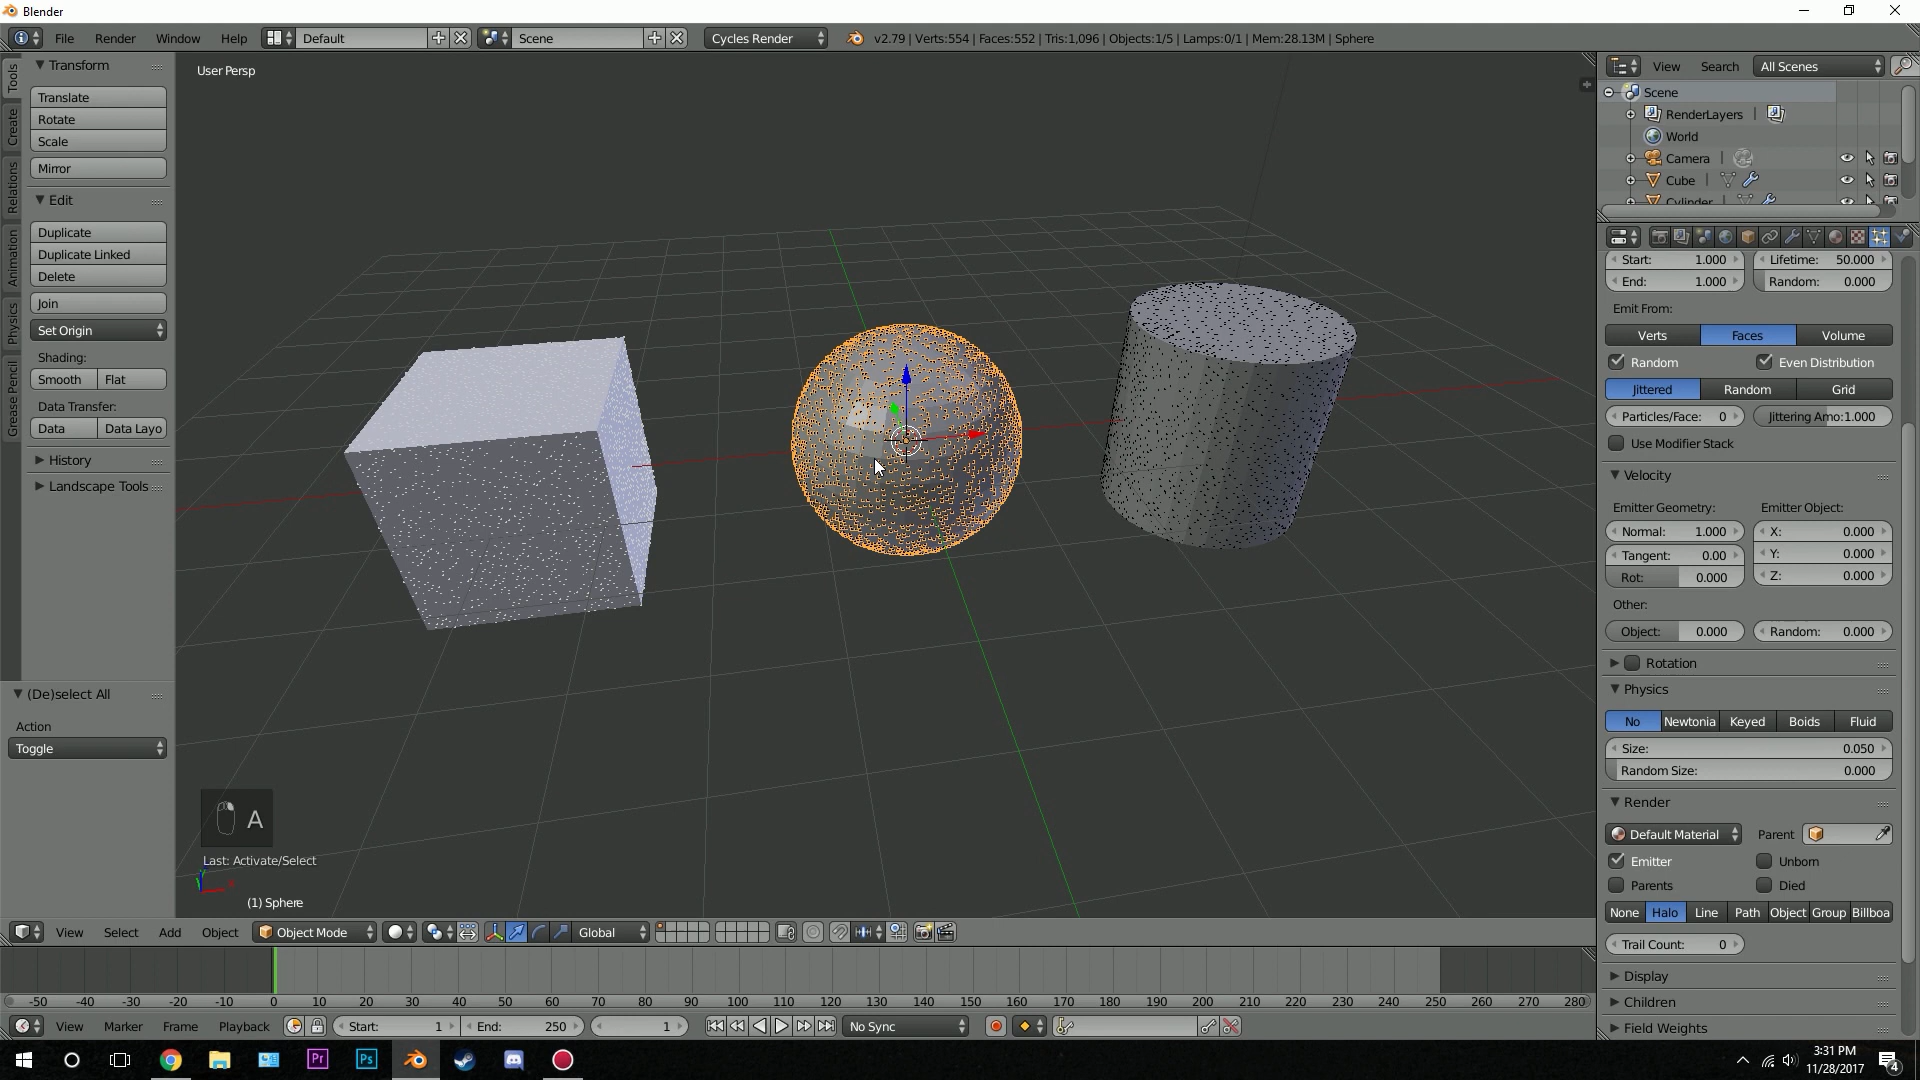 Blender
File Render Window Help Default Scene Cycles Render v2.79 | Verts:554 | Faces:552 | Tris:1,096 | Objects:1/5 | Lamps:0/1 | Mem:28.13M | Sphere
Tools
Create
Relations
Animation
Physics
Grease Pencil
Transform
Translate
Rotate
Scale
Mirror
Edit
Duplicate
Duplicate Linked
Delete
Join
Set Origin
Shading:
Smooth Flat
Data Transfer:
Data Data Layo
History
Landscape Tools
(De)select All
Action
Toggle
User Persp
A
Last: Activate/Select
(1) Sphere
View Select Add Object Object Mode Global
-50 -40 -30 -20 -10 0 10 20 30 40 50 60 70 80 90 100 110 120 130 140 150 160 170 180 190 200 210 220 230 240 250 260 270 280
View Marker Frame Playback Start: 1 End: 250 1 No Sync
View Search All Scenes
Scene
RenderLayers |
World
Camera |
Cube |
Cylinder
Start: 1.000 Lifetime: 50.000
End: 1.000 Random: 0.000
Emit From:
Verts Faces Volume
Random Even Distribution
Jittered Random Grid
Particles/Face: 0 Jittering Amo:1.000
Use Modifier Stack
Velocity
Emitter Geometry: Emitter Object:
Normal: 1.000 X: 0.000
Tangent: 0.00 Y: 0.000
Rot: 0.000 Z: 0.000
Other:
Object: 0.000 Random: 0.000
Rotation
Physics
No Newtonia Keyed Boids Fluid
Size: 0.050
Random Size: 0.000
Render
Default Material Parent
Emitter Unborn
Parents Died
None Halo Line Path Object Group Billboa
Trail Count: 0
Display
Children
Field Weights
Pr Ps
3:31 PM
11/28/2017
4